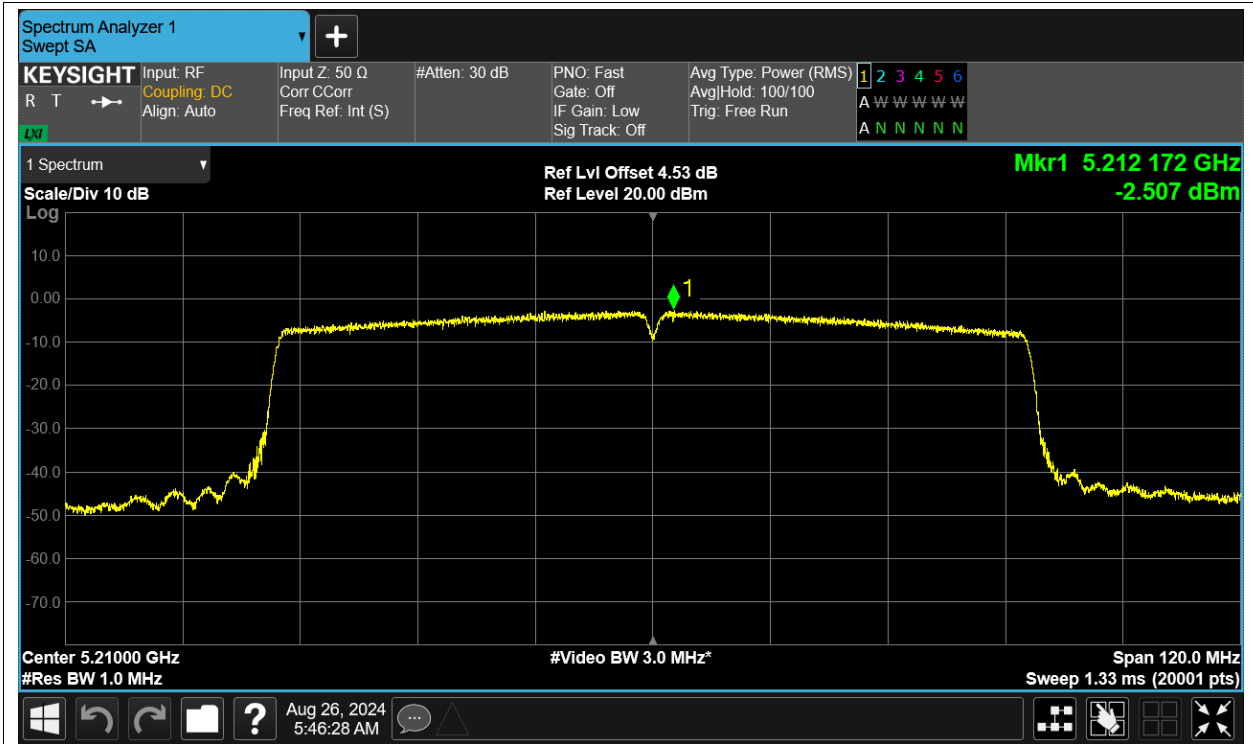 Spectrum Analyzer 1
Swept SA
KEYSIGHT
R T
LXI
Input: RF
Coupling: DC
Align: Auto
Input Z: 50 Ω
Corr CCorr
Freq Ref: Int (S)
#Atten: 30 dB
PNO: Fast
Gate: Off
IF Gain: Low
Sig Track: Off
Avg Type: Power (RMS)
Avg|Hold: 100/100
Trig: Free Run
1 2 3 4 5 6
A W W W W W
A N N N N N
1 Spectrum
Scale/Div 10 dB
Log
Ref Lvl Offset 4.53 dB
Ref Level 20.00 dBm
Mkr1 5.212 172 GHz
-2.507 dBm
10.0
0.00
-10.0
-20.0
-30.0
-40.0
-50.0
-60.0
-70.0
1
Center 5.21000 GHz
#Res BW 1.0 MHz
#Video BW 3.0 MHz*
Span 120.0 MHz
Sweep 1.33 ms (20001 pts)
?
Aug 26, 2024
5:46:28 AM